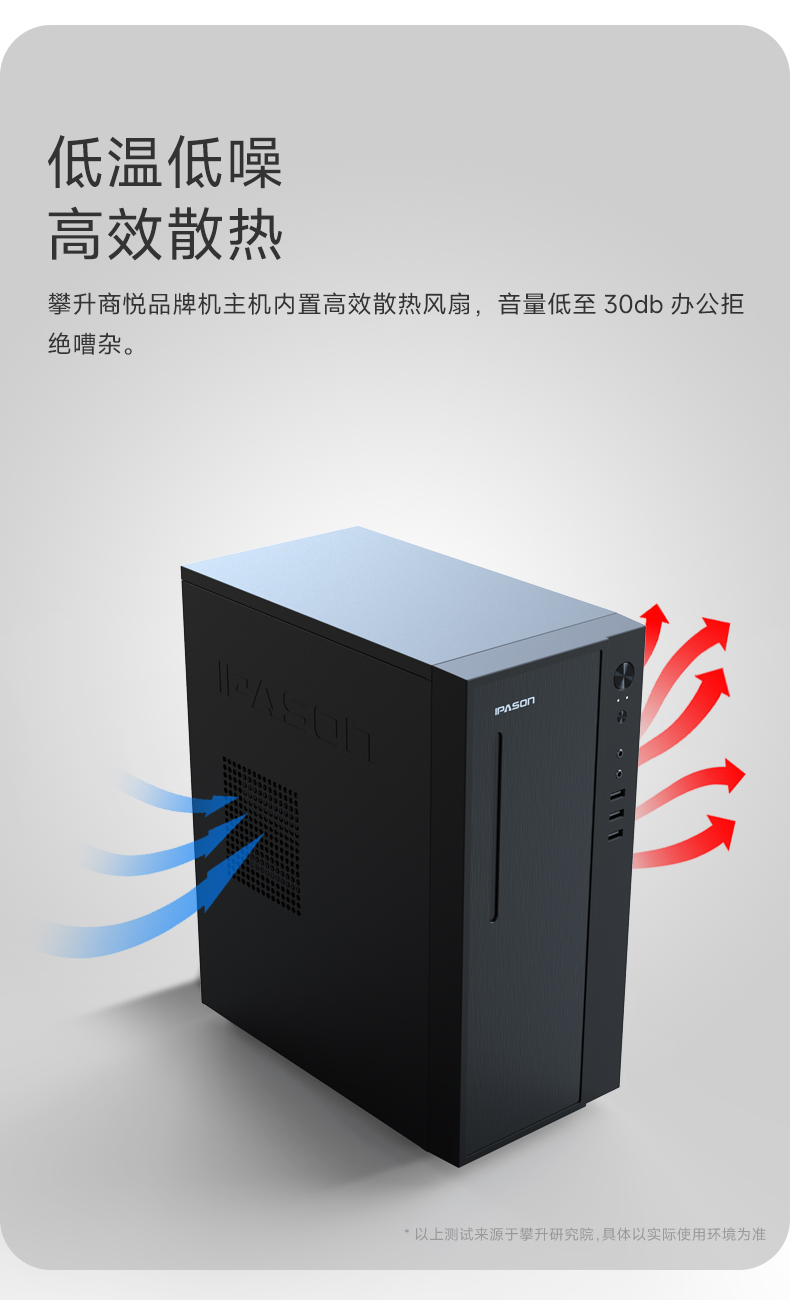 低温低噪
高效散热
攀升商悦品牌机主机内置高效散热风扇，音量低至 30db 办公拒
绝嘈杂。
IPASON
IPASON
* 以上测试来源于攀升研究院,具体以实际使用环境为准